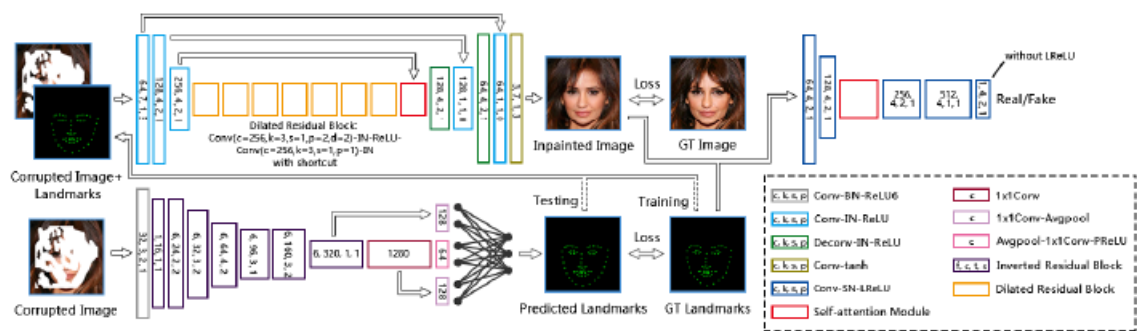 64, 7, 1, 3
128, 4, 2, 1
256, 4, 2, 1
Dilated Residual Block:
Conv(c=256,k=3,s=1,p=2,d=2)-IN-ReLU-
Conv(c=256,k=3,s=1,p=1)-IN
with shortcut
128, 4, 2, 1
128, 1, 1, 0
64, 4, 2, 1
64, 1, 1, 0
3, 7, 1, 3
Loss
Inpainted Image
GT Image
64, 4, 2, 1
128, 4, 2, 1
256,
4, 2, 1
512,
4, 1, 1
1, 4, 2, 1
without LReLU
Real/Fake
Corrupted Image+
Landmarks
32, 3, 2, 1
1, 16, 1, 1
6, 24, 2, 2
6, 32, 3, 2
6, 64, 4, 2
6, 96, 3, 1
6, 160, 3, 2
6, 320, 1, 1
1280
128
64
128
Testing
Training
Loss
Corrupted Image
Predicted Landmarks
GT Landmarks
c, k, s, p Conv-BN-ReLU6
c, k, s, p Conv-IN-ReLU
c, k, s, p Deconv-IN-ReLU
c, k, s, p Conv-tanh
c, k, s, p Conv-SN-LReLU
Self-attention Module
c 1x1Conv
c 1x1Conv-Avgpool
c Avgpool-1x1Conv-PReLU
Inverted Residual Block
Dilated Residual Block